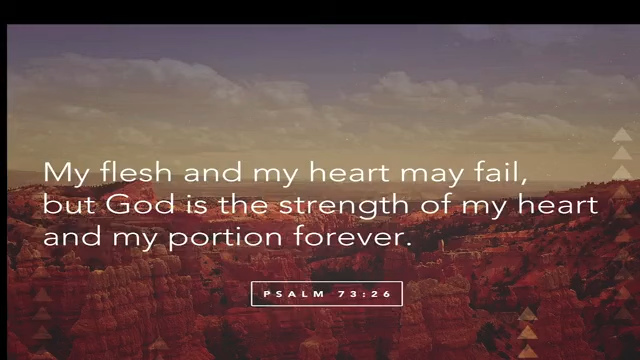 My flesh and my heart may fail,
but God is the strength of my heart
and my portion forever.
PSALM 73:26